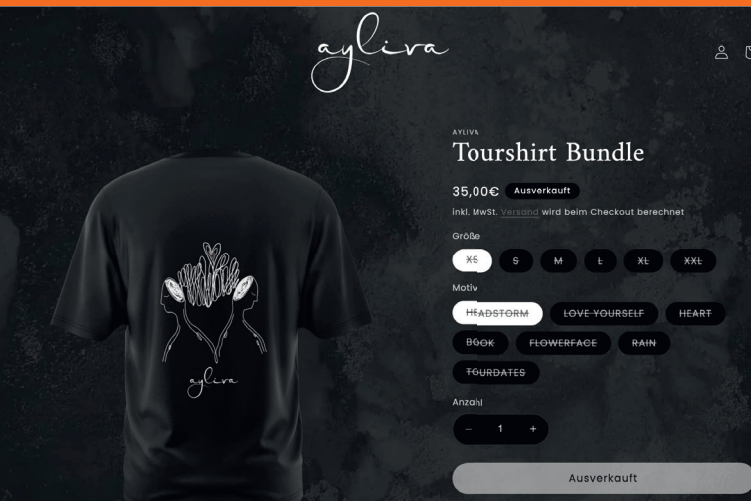 ayliva
AYLIVA
Tourshirt Bundle
35,00€ Ausverkauft
inkl. MwSt. Versand wird beim Checkout berechnet
Größe
XS S M L XL XXL
Motiv
HEADSTORM LOVE YOURSELF HEART
BOOK FLOWERFACE RAIN
TOURDATES
Anzahl
− 1 +
Ausverkauft
ayliva